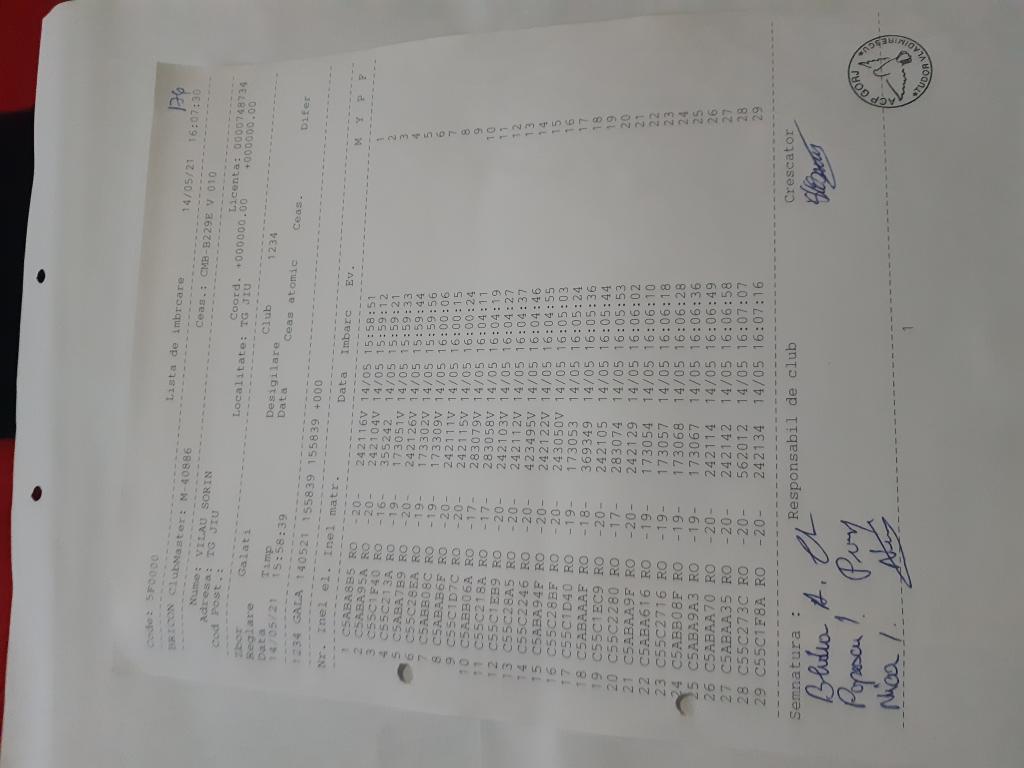 Code: 5F90000
BRICON ClubMaster: M-40886 Lista de imbrcare 14/05/21 16:07:30
Nume: VILAU SORIN Ceas.: CMB-B229E V 010
Adresa: TG JIU
Cod Post.:
Zbor Galati Localitate: TG JIU Licenta: 0000748734
Reglare Coord. +000000.00 +000000.00
Data Timp Desigilare Club
14/05/21 15:58:39 Data 1234
Ceas atomic Ceas. Difer
1234 GALA 140521 155839 155839 +000
Nr. Inel el. Inel matr. Data Imbarc Ev. M Y P F
1 C5ABA8B5 RO -20- 242116V 14/05 15:58:51 1
2 C5ABA95A RO -20- 242104V 14/05 15:59:12 2
3 C55C1F40 RO -16- 355242 14/05 15:59:21 3
4 C55C213A RO -19- 173051V 14/05 15:59:33 4
5 C5ABA7B9 RO -20- 242126V 14/05 15:59:44 5
6 C55C28EA RO -19- 173302V 14/05 15:59:56 6
7 C5ABB08C RO -19- 173309V 14/05 16:00:06 7
8 C5ABAB6F RO -20- 242111V 14/05 16:00:15 8
9 C55C1D7C RO -20- 242115V 14/05 16:00:24 9
10 C5ABB06A RO -17- 283079V 14/05 16:04:11 10
11 C55C218A RO -17- 283058V 14/05 16:04:19 11
12 C55C1EB9 RO -20- 242103V 14/05 16:04:27 12
13 C55C28A5 RO -20- 242112V 14/05 16:04:37 13
14 C55C2246 RO -20- 423495V 14/05 16:04:46 14
15 C5ABA94F RO -20- 242122V 14/05 16:04:55 15
16 C55C28BF RO -20- 243050V 14/05 16:05:03 16
17 C55C1D40 RO -19- 173053 14/05 16:05:24 17
18 C5ABAAAF RO -18- 369349 14/05 16:05:36 18
19 C55C1EC9 RO -20- 242105 14/05 16:05:44 19
20 C55C2280 RO -17- 283074 14/05 16:05:53 20
21 C5ABAA9F RO -20- 242129 14/05 16:06:02 21
22 C5ABA616 RO -19- 173054 14/05 16:06:10 22
23 C55C2716 RO -19- 173057 14/05 16:06:18 23
24 C5ABB08F RO -19- 173068 14/05 16:06:28 24
25 C5ABA9A3 RO -19- 173067 14/05 16:06:36 25
26 C5ABAA70 RO -20- 242114 14/05 16:06:49 26
27 C5ABAA35 RO -20- 242142 14/05 16:06:58 27
28 C55C273C RO -20- 562012 14/05 16:07:07 28
29 C55C1F8A RO -20- 242134 14/05 16:07:16 29
Semnatura: Responsabil de club Crescator
ACP GORJ
TUDOR VLADIMIRESCU
1